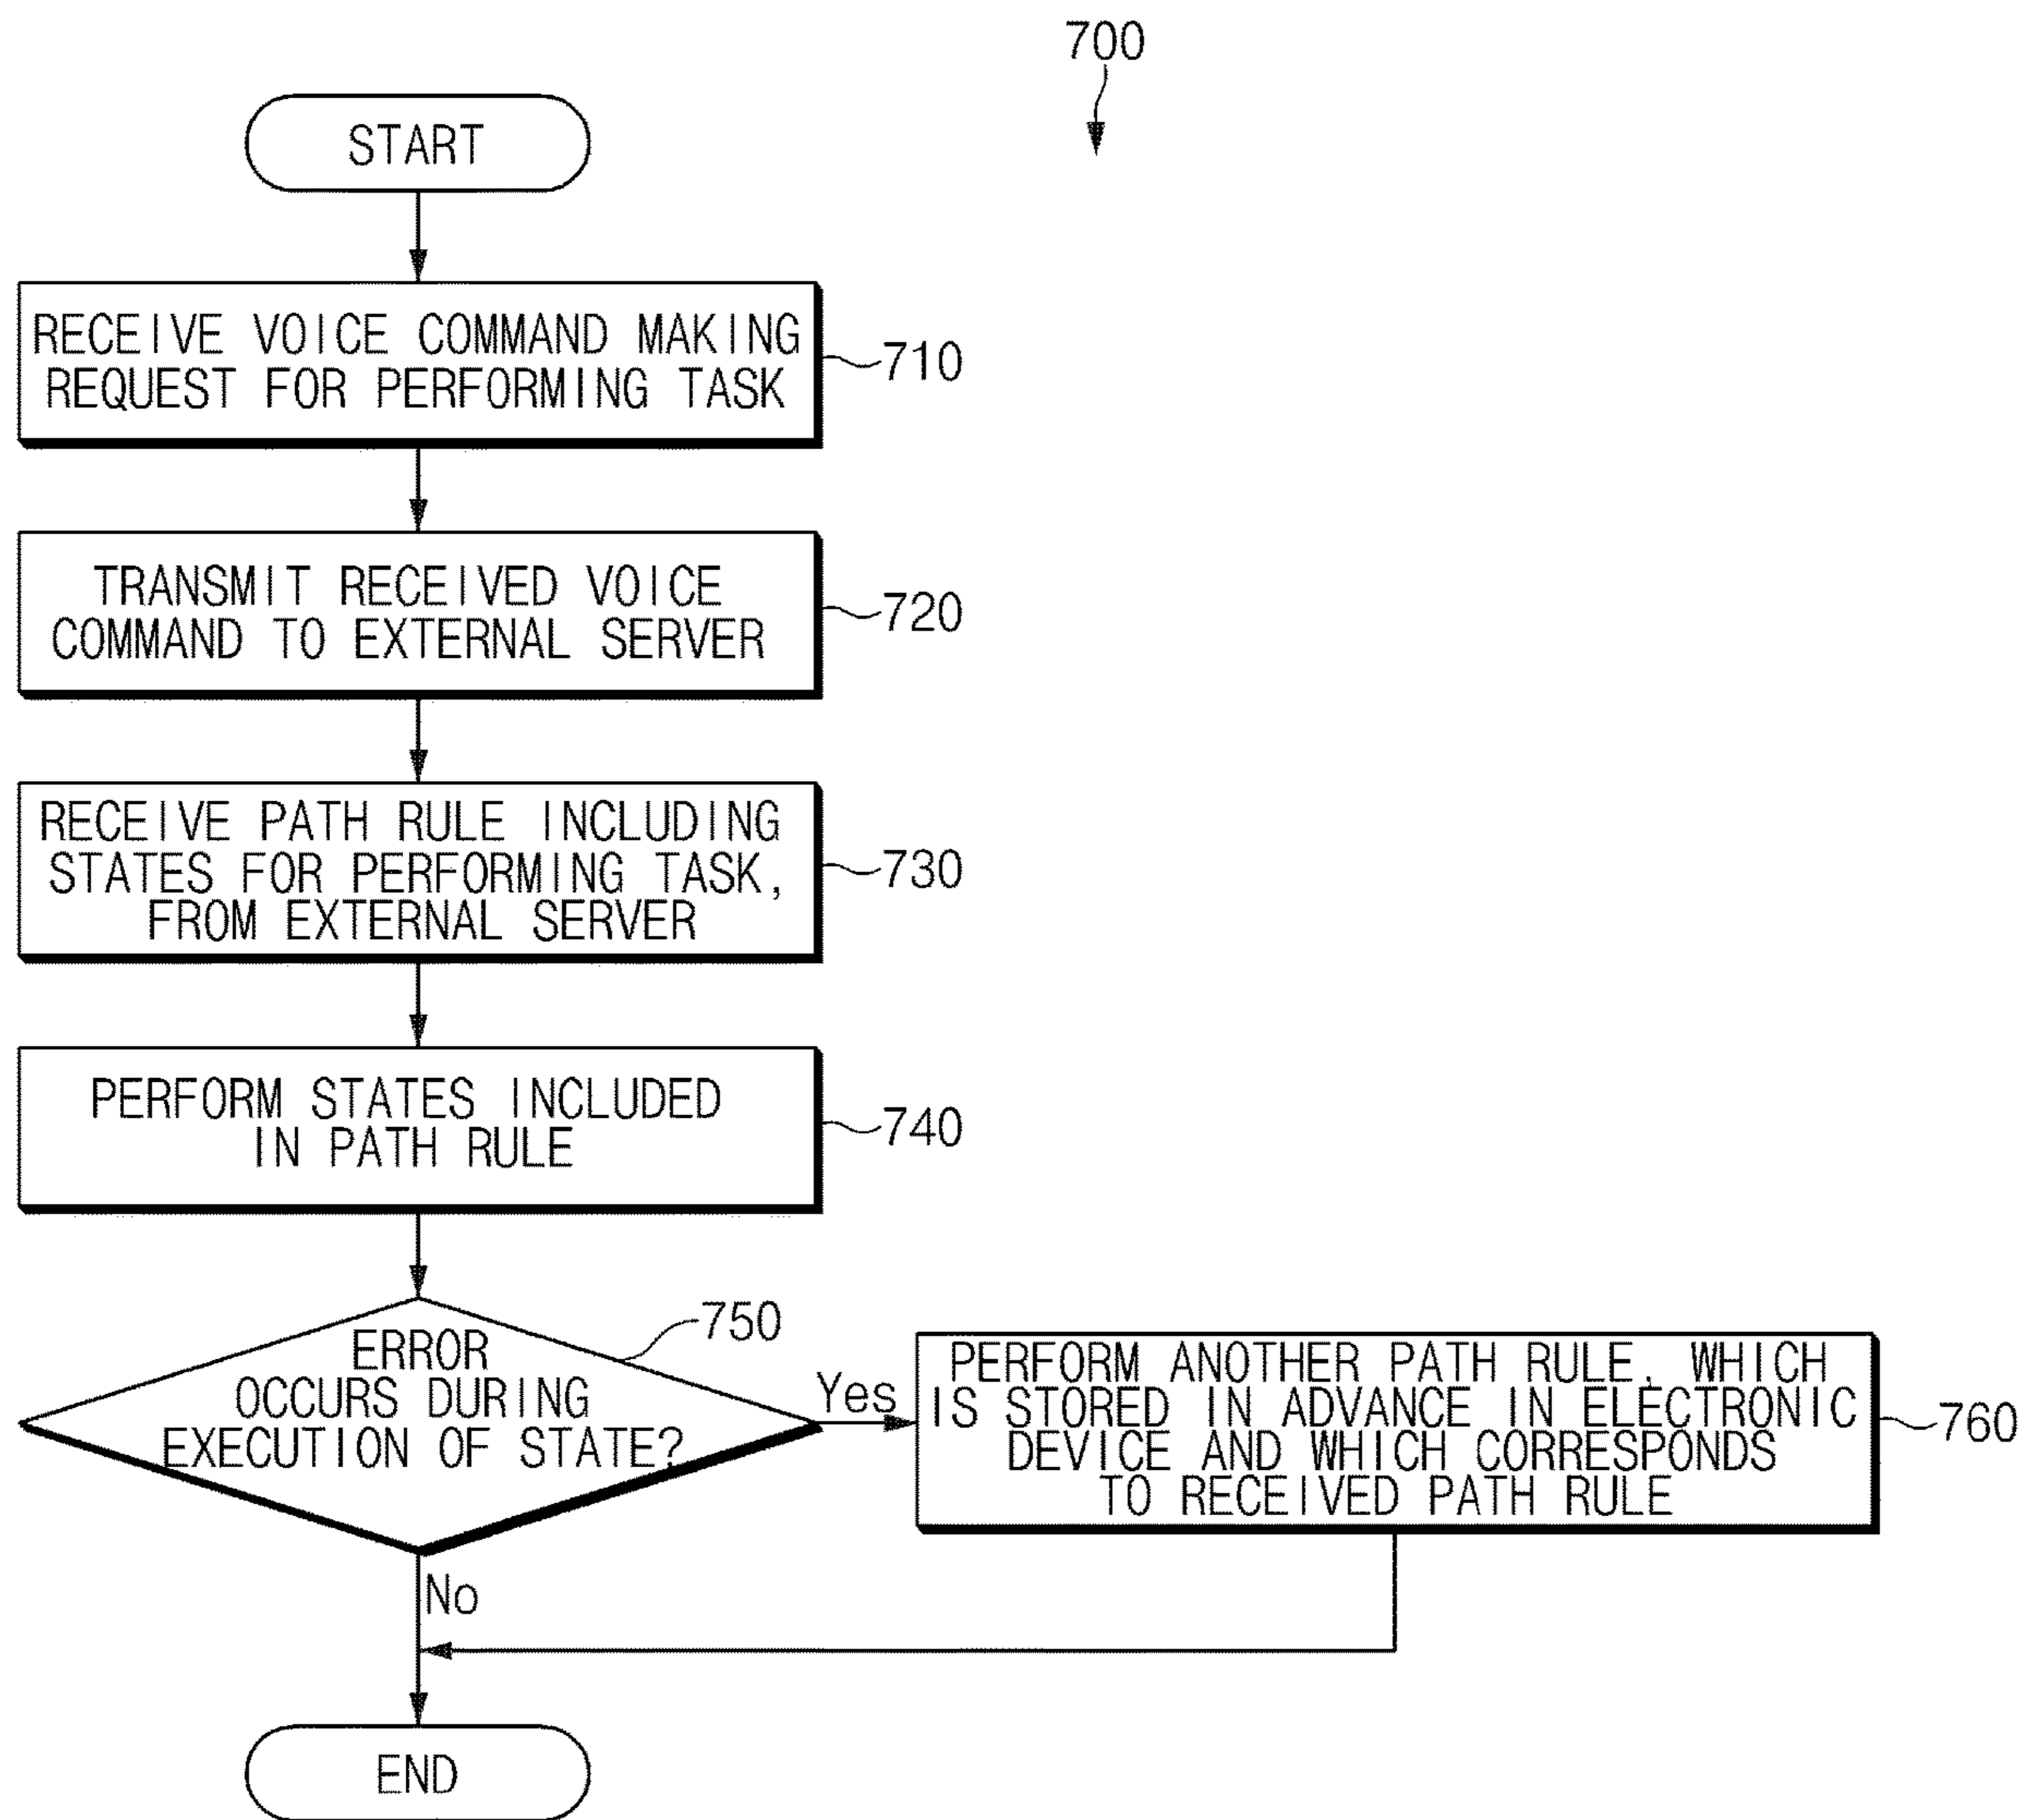 700
START
RECEIVE VOICE COMMAND MAKING
REQUEST FOR PERFORMING TASK
710
TRANSMIT RECEIVED VOICE
COMMAND TO EXTERNAL SERVER
720
RECEIVE PATH RULE INCLUDING
STATES FOR PERFORMING TASK,
FROM EXTERNAL SERVER
730
PERFORM STATES INCLUDED
IN PATH RULE
740
ERROR
OCCURS DURING
EXECUTION OF STATE?
750
Yes
PERFORM ANOTHER PATH RULE, WHICH
IS STORED IN ADVANCE IN ELECTRONIC
DEVICE AND WHICH CORRESPONDS
TO RECEIVED PATH RULE
760
No
END